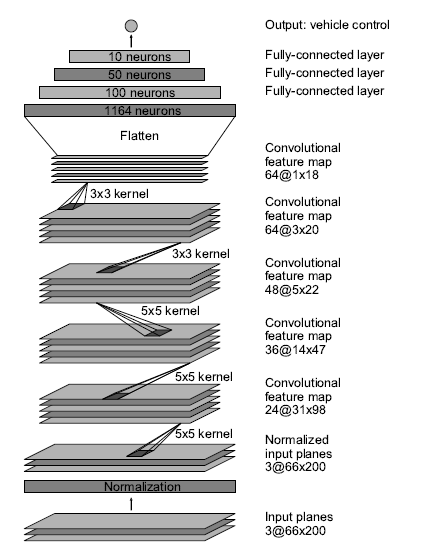 Output: vehicle control
10 neurons
Fully-connected layer
50 neurons
Fully-connected layer
100 neurons
Fully-connected layer
1164 neurons
Flatten
Convolutional
feature map
64@1x18
3x3 kernel
Convolutional
feature map
64@3x20
3x3 kernel
Convolutional
feature map
48@5x22
5x5 kernel
Convolutional
feature map
36@14x47
5x5 kernel
Convolutional
feature map
24@31x98
5x5 kernel
Normalized
input planes
3@66x200
Normalization
Input planes
3@66x200